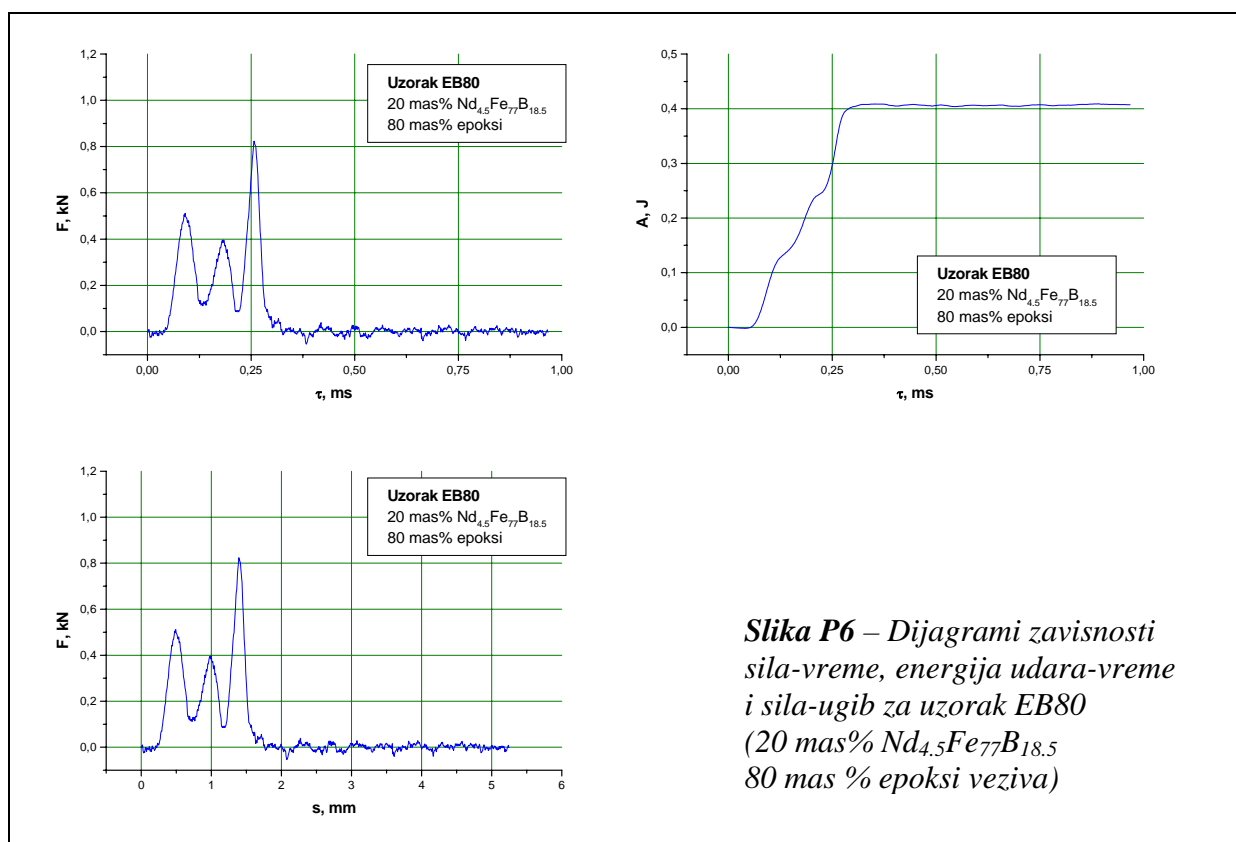 1,2
1,0
0,8
0,6
0,4
0,2
0,0
F, kN
Uzorak EB80
20 mas% Nd4.5Fe77B18.5
80 mas% epoksi
0,00 0,25 0,50 0,75 1,00
τ, ms
0,5
0,4
0,3
0,2
0,1
0,0
A, J
Uzorak EB80
20 mas% Nd4.5Fe77B18.5
80 mas% epoksi
0,00 0,25 0,50 0,75 1,00
τ, ms
1,2
1,0
0,8
0,6
0,4
0,2
0,0
F, kN
Uzorak EB80
20 mas% Nd4.5Fe77B18.5
80 mas% epoksi
0 1 2 3 4 5 6
s, mm
Slika P6 – Dijagrami zavisnosti
sila-vreme, energija udara-vreme
i sila-ugib za uzorak EB80
(20 mas% Nd4.5Fe77B18.5
80 mas % epoksi veziva)